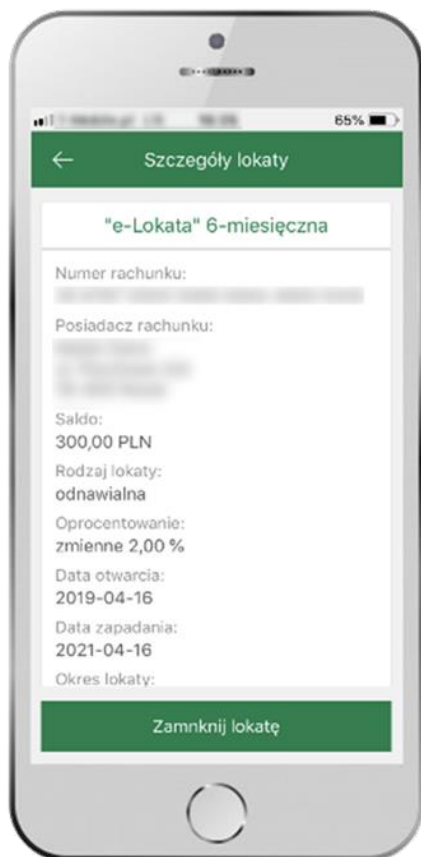 65%
Szczegóły lokaty
"e-Lokata" 6-miesięczna
Numer rachunku:
Posiadacz rachunku:
Saldo:
300,00 PLN
Rodzaj lokaty:
odnawialna
Oprocentowanie:
zmienne 2,00 %
Data otwarcia:
2019-04-16
Data zapadania:
2021-04-16
Okres lokaty:
Zamnknij lokatę